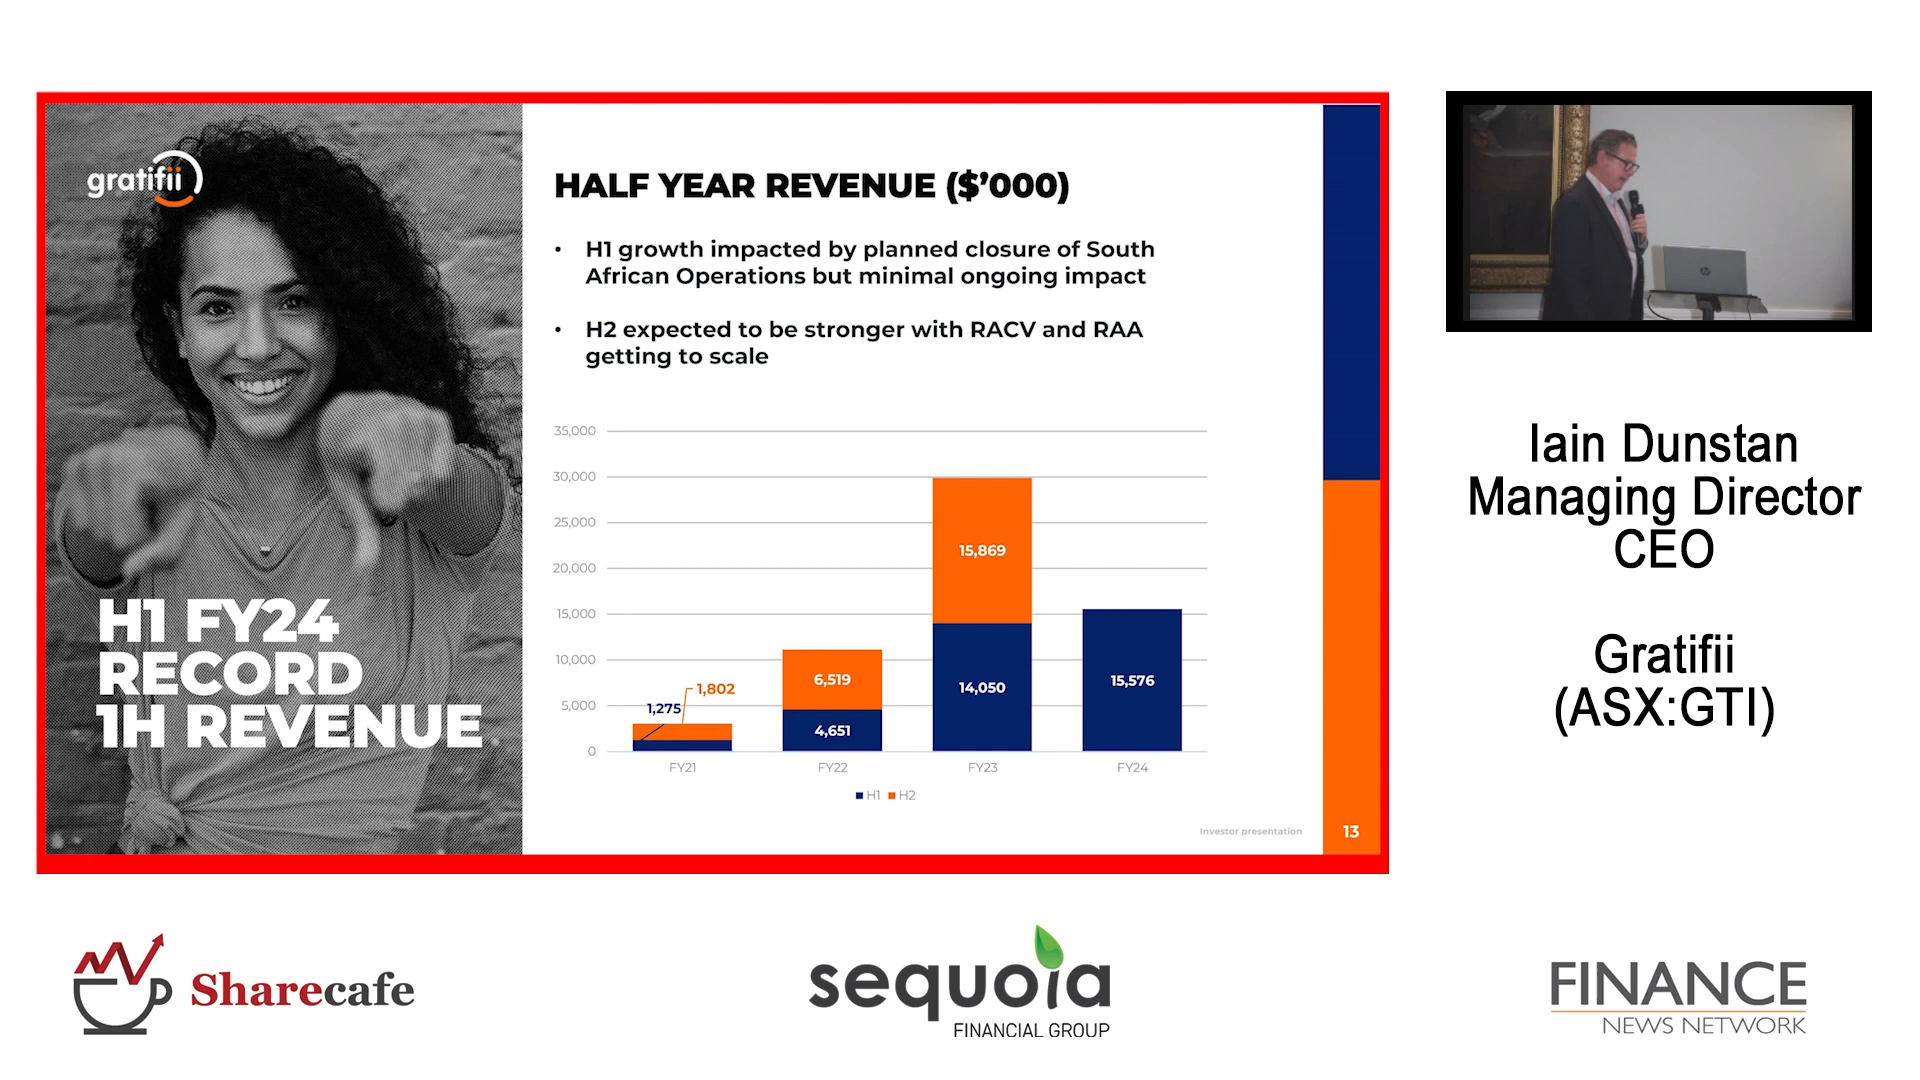 gratifii
H1 FY24
RECORD
1H REVENUE
HALF YEAR REVENUE ($’000)
• H1 growth impacted by planned closure of South
African Operations but minimal ongoing impact
• H2 expected to be stronger with RACV and RAA
getting to scale
35,000
30,000
25,000
20,000
15,000
10,000
5,000
0
1,275
1,802
6,519
4,651
15,869
14,050
15,576
FY21
FY22
FY23
FY24
H1 H2
Investor presentation
13
hp
Iain Dunstan
Managing Director
CEO
Gratifii
(ASX:GTI)
Sharecafe
sequoia
FINANCIAL GROUP
FINANCE
NEWS NETWORK